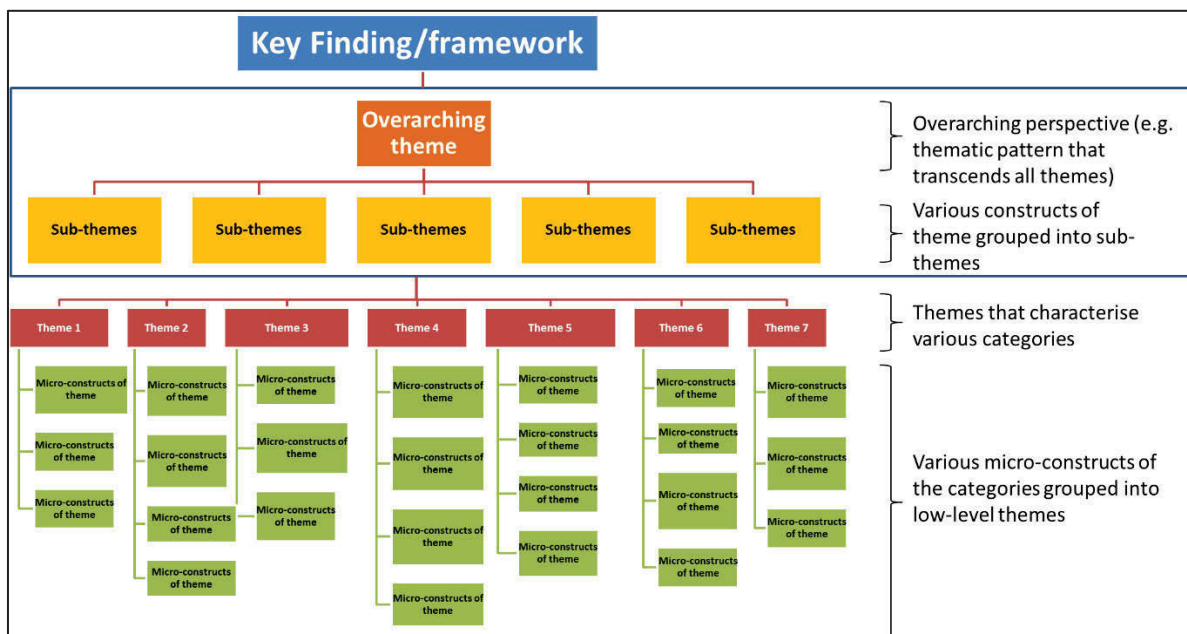 Key Finding/framework
Overarching
theme
Overarching perspective (e.g.
thematic pattern that
transcends all themes)
Sub-themes
Sub-themes
Sub-themes
Sub-themes
Sub-themes
Various constructs of
theme grouped into sub-
themes
Theme 1
Theme 2
Theme 3
Theme 4
Theme 5
Theme 6
Theme 7
Themes that characterise
various categories
Micro-constructs of
theme
Micro-constructs
of theme
Micro-constructs
of theme
Micro-constructs
of theme
Micro-constructs
of theme
Micro-constructs
of theme
Micro-constructs
of theme
Micro-constructs
of theme
Micro-constructs of
theme
Micro-constructs
of theme
Micro-constructs of
theme
Micro-constructs of
theme
Micro-constructs of
theme
Micro-constructs of
theme
Micro-constructs
of theme
Micro-constructs
of theme
Micro-constructs
of theme
Micro-constructs
of theme
Micro-constructs
of theme
Micro-constructs
of theme
Micro-constructs
of theme
Micro-constructs
of theme
Micro-constructs
of theme
Micro-constructs
of theme
Micro-constructs
of theme
Various micro-constructs of
the categories grouped into
low-level themes